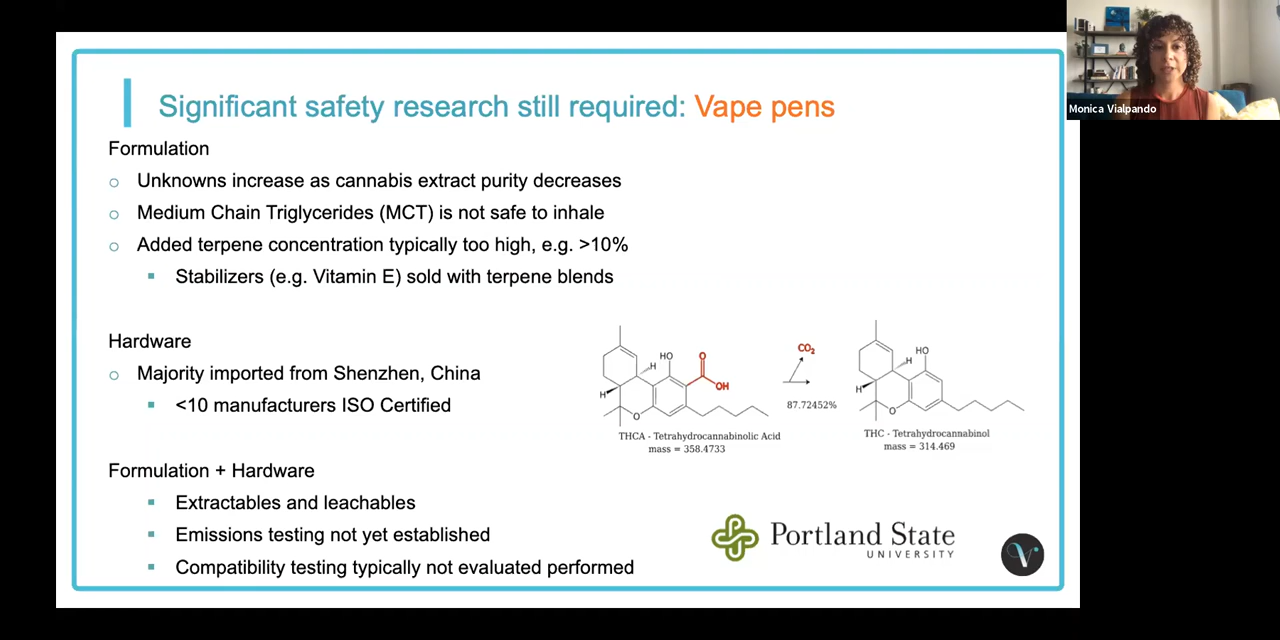 Significant safety research still required: Vape pens
Formulation
Unknowns increase as cannabis extract purity decreases
Medium Chain Triglycerides (MCT) is not safe to inhale
Added terpene concentration typically too high, e.g. >10%
Stabilizers (e.g. Vitamin E) sold with terpene blends
Hardware
Majority imported from Shenzhen, China
<10 manufacturers ISO Certified
Formulation + Hardware
Extractables and leachables
Emissions testing not yet established
Compatibility testing typically not evaluated performed
HO
O
OH
H
H
O
CO₂
87.72452%
HO
H
H
O
THCA - Tetrahydrocannabinolic Acid
mass = 358.4733
THC - Tetrahydrocannabinol
mass = 314.469
Portland State
UNIVERSITY
V
Monica Vialpando